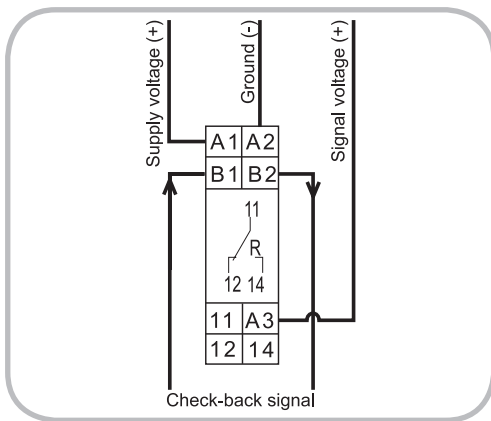 Supply voltage (+)
Ground (-)
Signal voltage (+)
A1 A2
B1 B2
11
R
12 14
11 A3
12 14
Check-back signal